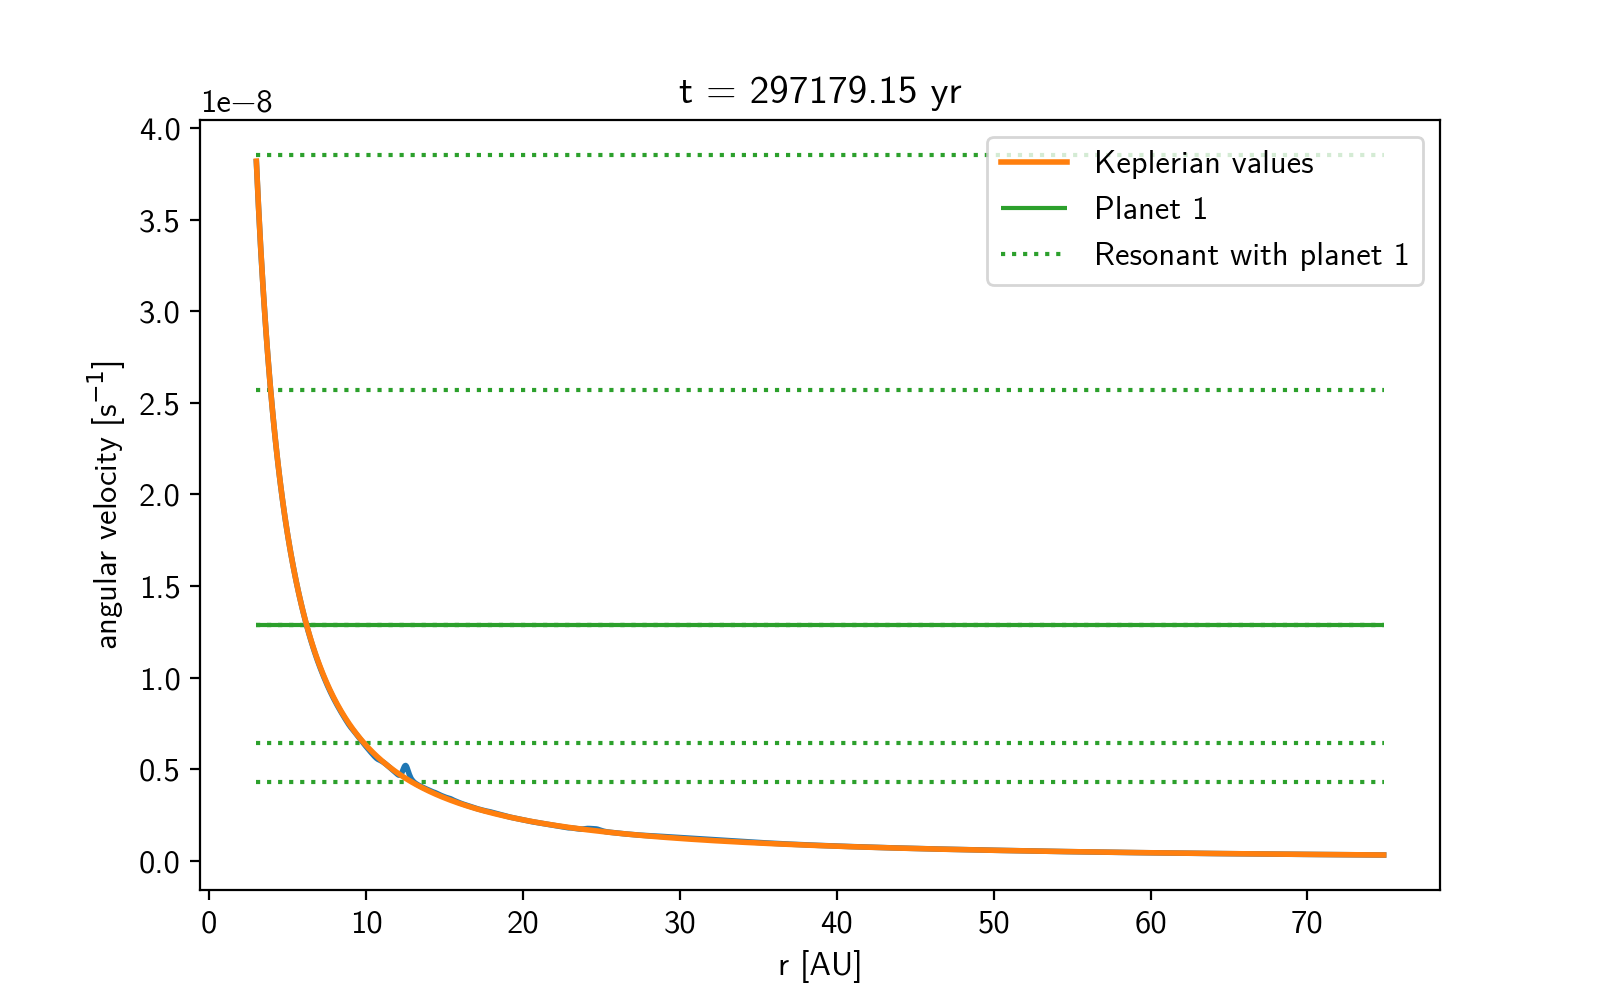 t = 297179.15 yr
1e−8
4.0
3.5
3.0
2.5
2.0
1.5
1.0
0.5
0.0
angular velocity [s⁻¹]
Keplerian values
Planet 1
Resonant with planet 1
0 10 20 30 40 50 60 70
r [AU]